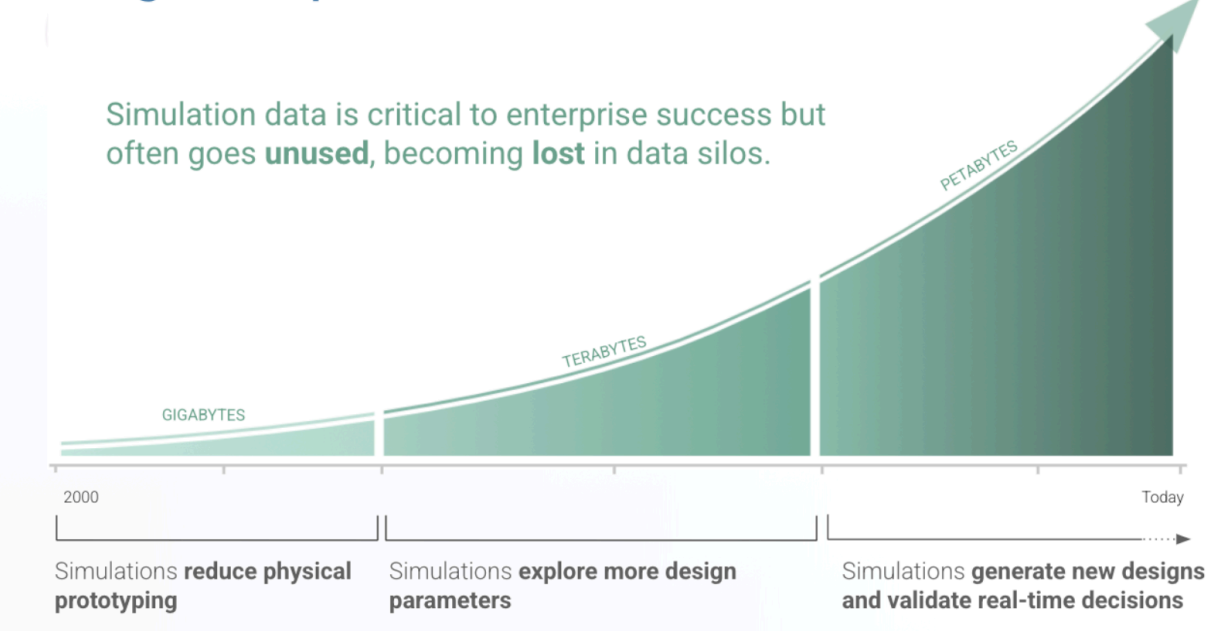 Simulation data is critical to enterprise success but
often goes unused, becoming lost in data silos.
PETABYTES
TERABYTES
GIGABYTES
2000
Today
Simulations reduce physical
prototyping
Simulations explore more design
parameters
Simulations generate new designs
and validate real-time decisions